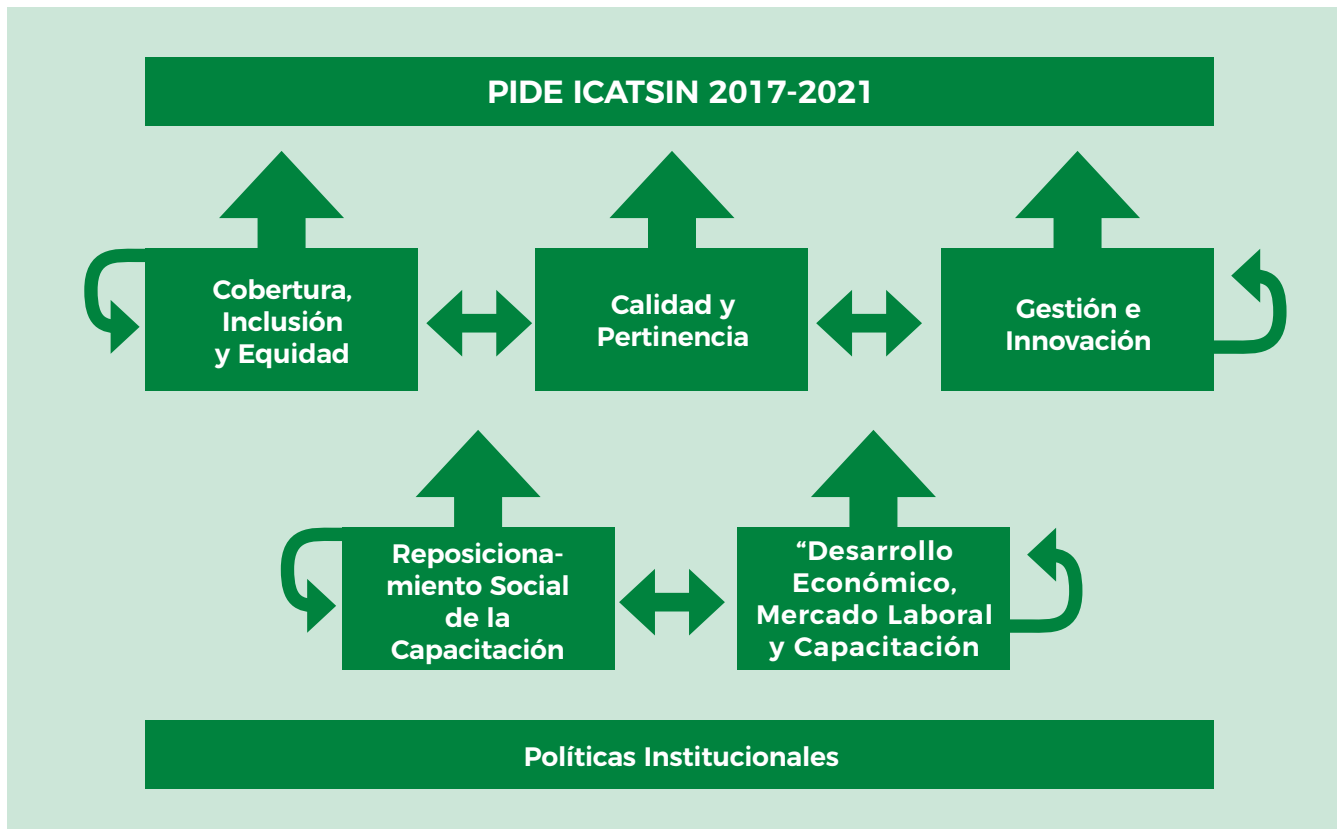 PIDE ICATSIN 2017-2021
Cobertura,
Inclusión
y Equidad
Calidad y
Pertinencia
Gestión e
Innovación
Reposiciona-
miento Social
de la
Capacitación
“Desarrollo
Económico,
Mercado Laboral
y Capacitación
Políticas Institucionales